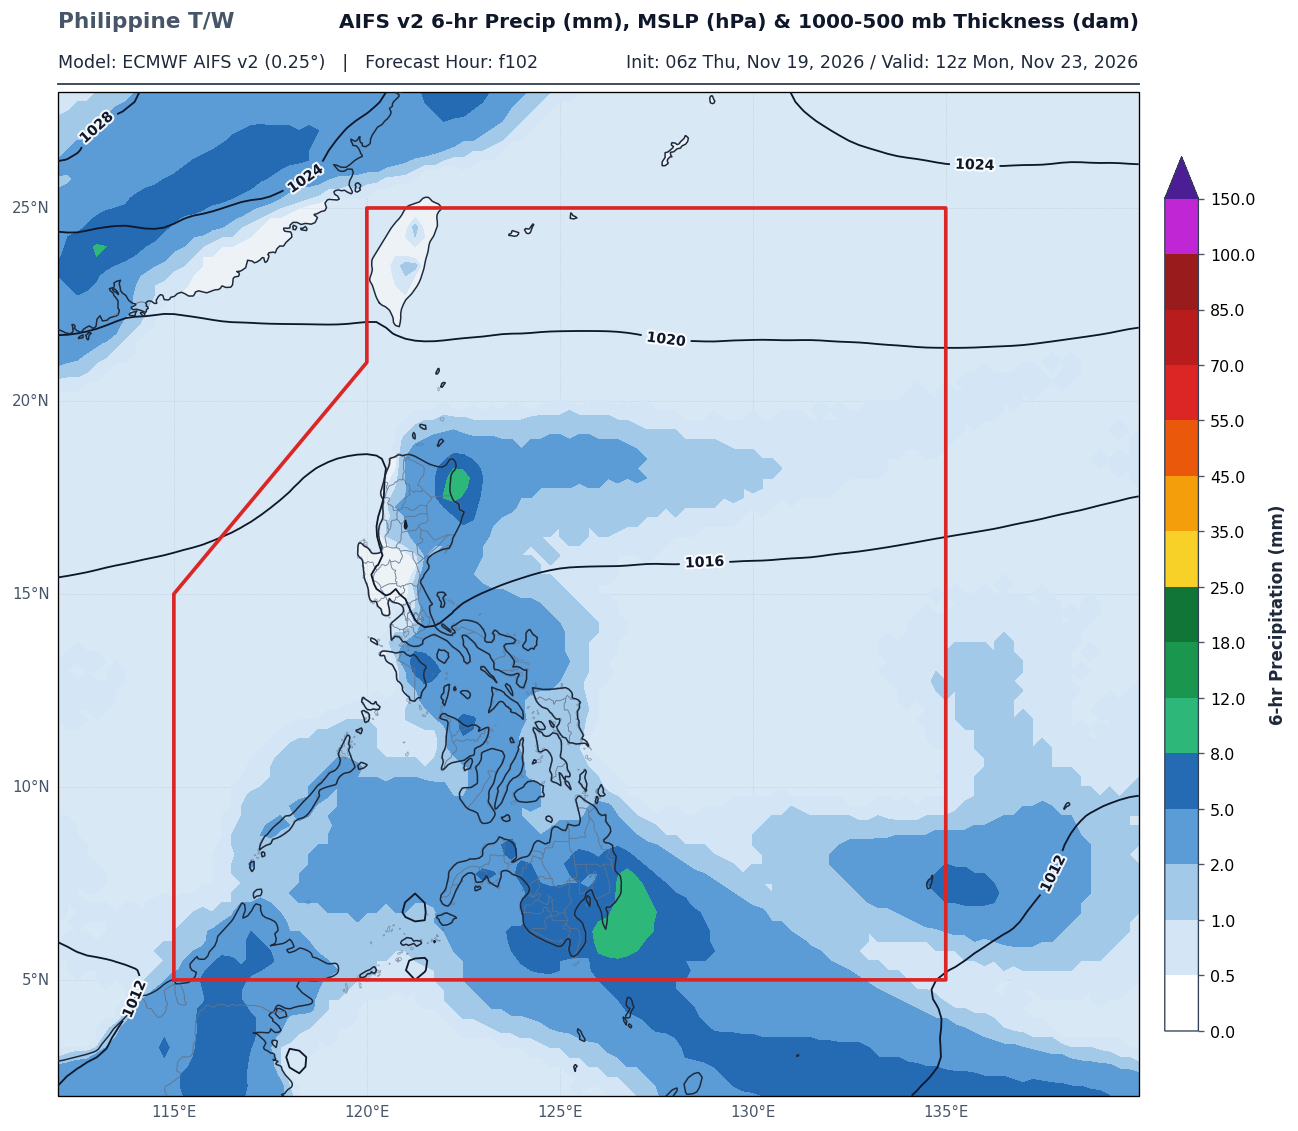 Philippine T/W
AIFS v2 6-hr Precip (mm), MSLP (hPa) & 1000-500 mb Thickness (dam)
Model: ECMWF AIFS v2 (0.25°)   |   Forecast Hour: f102
Init: 06z Thu, Nov 19, 2026 / Valid: 12z Mon, Nov 23, 2026
1028
1024
1024
1020
1016
1012
1012
25°N
20°N
15°N
10°N
5°N
115°E
120°E
125°E
130°E
135°E
150.0
100.0
85.0
70.0
55.0
45.0
35.0
25.0
18.0
12.0
8.0
5.0
2.0
1.0
0.5
0.0
6-hr Precipitation (mm)